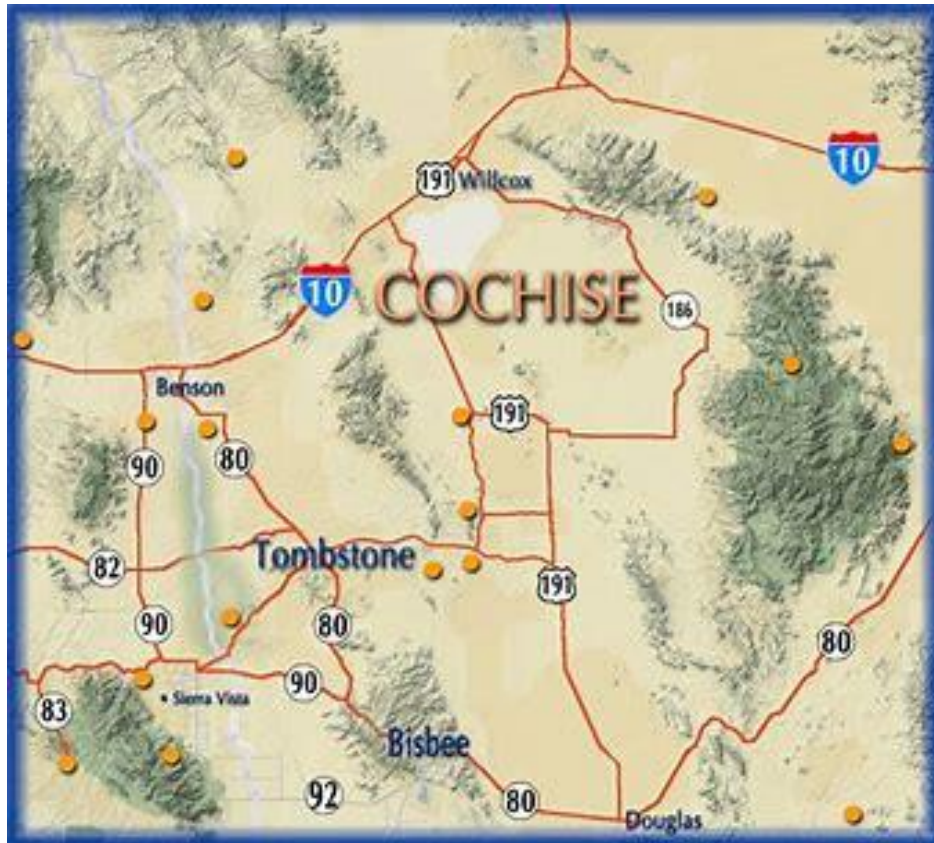 10
191 Willcox
10
COCHISE
186
Benson
191
90
80
Tombstone
82
191
90
80
80
90
Sierra Vista
83
Bisbee
92
80
Douglas